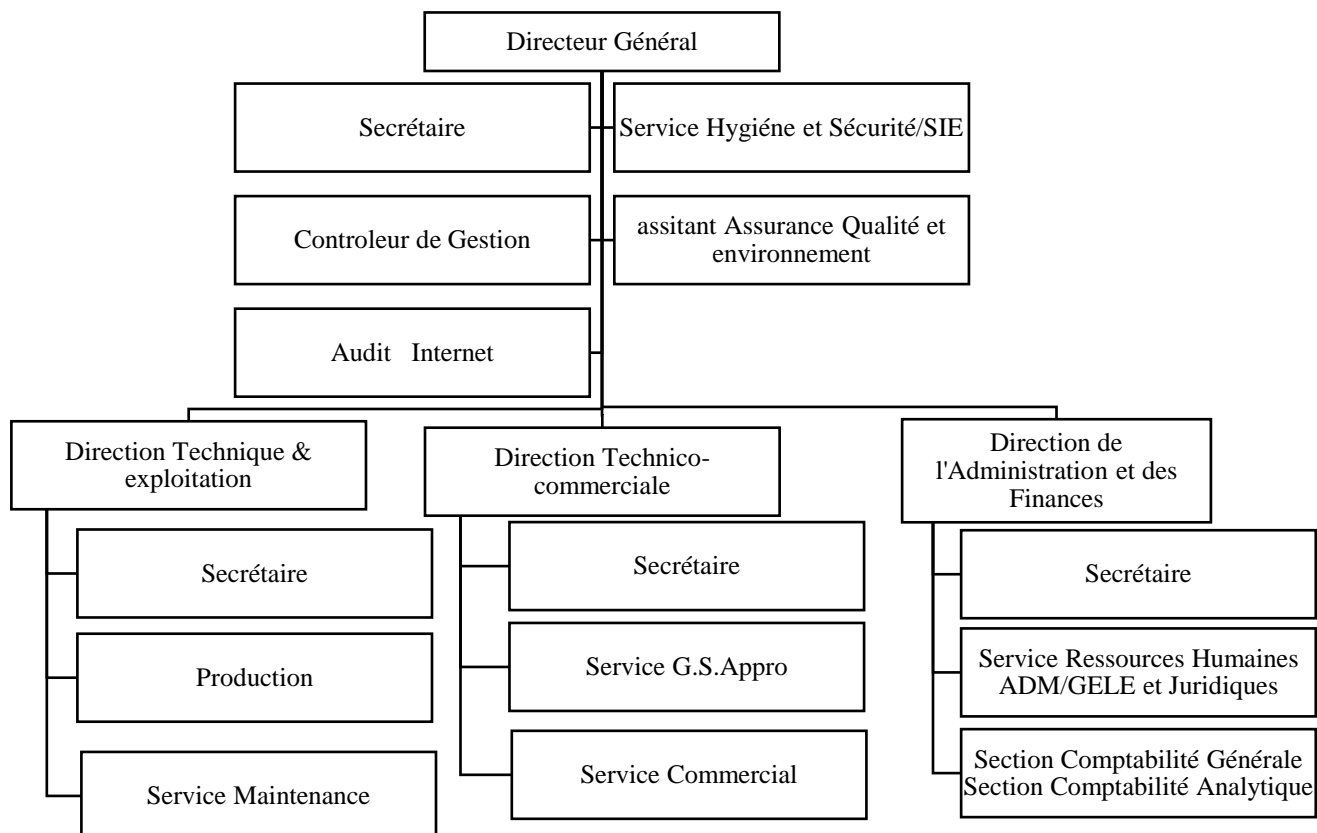 Directeur Général
Secrétaire
Service Hygiéne et Sécurité/SIE
Controleur de Gestion
assitant Assurance Qualité et
environnement
Audit Internet
Direction Technique &
exploitation
Secrétaire
Production
Service Maintenance
Direction Technico-
commerciale
Secrétaire
Service G.S.Appro
Service Commercial
Direction de
l'Administration et des
Finances
Secrétaire
Service Ressources Humaines
ADM/GELE et Juridiques
Section Comptabilité Générale
Section Comptabilité Analytique